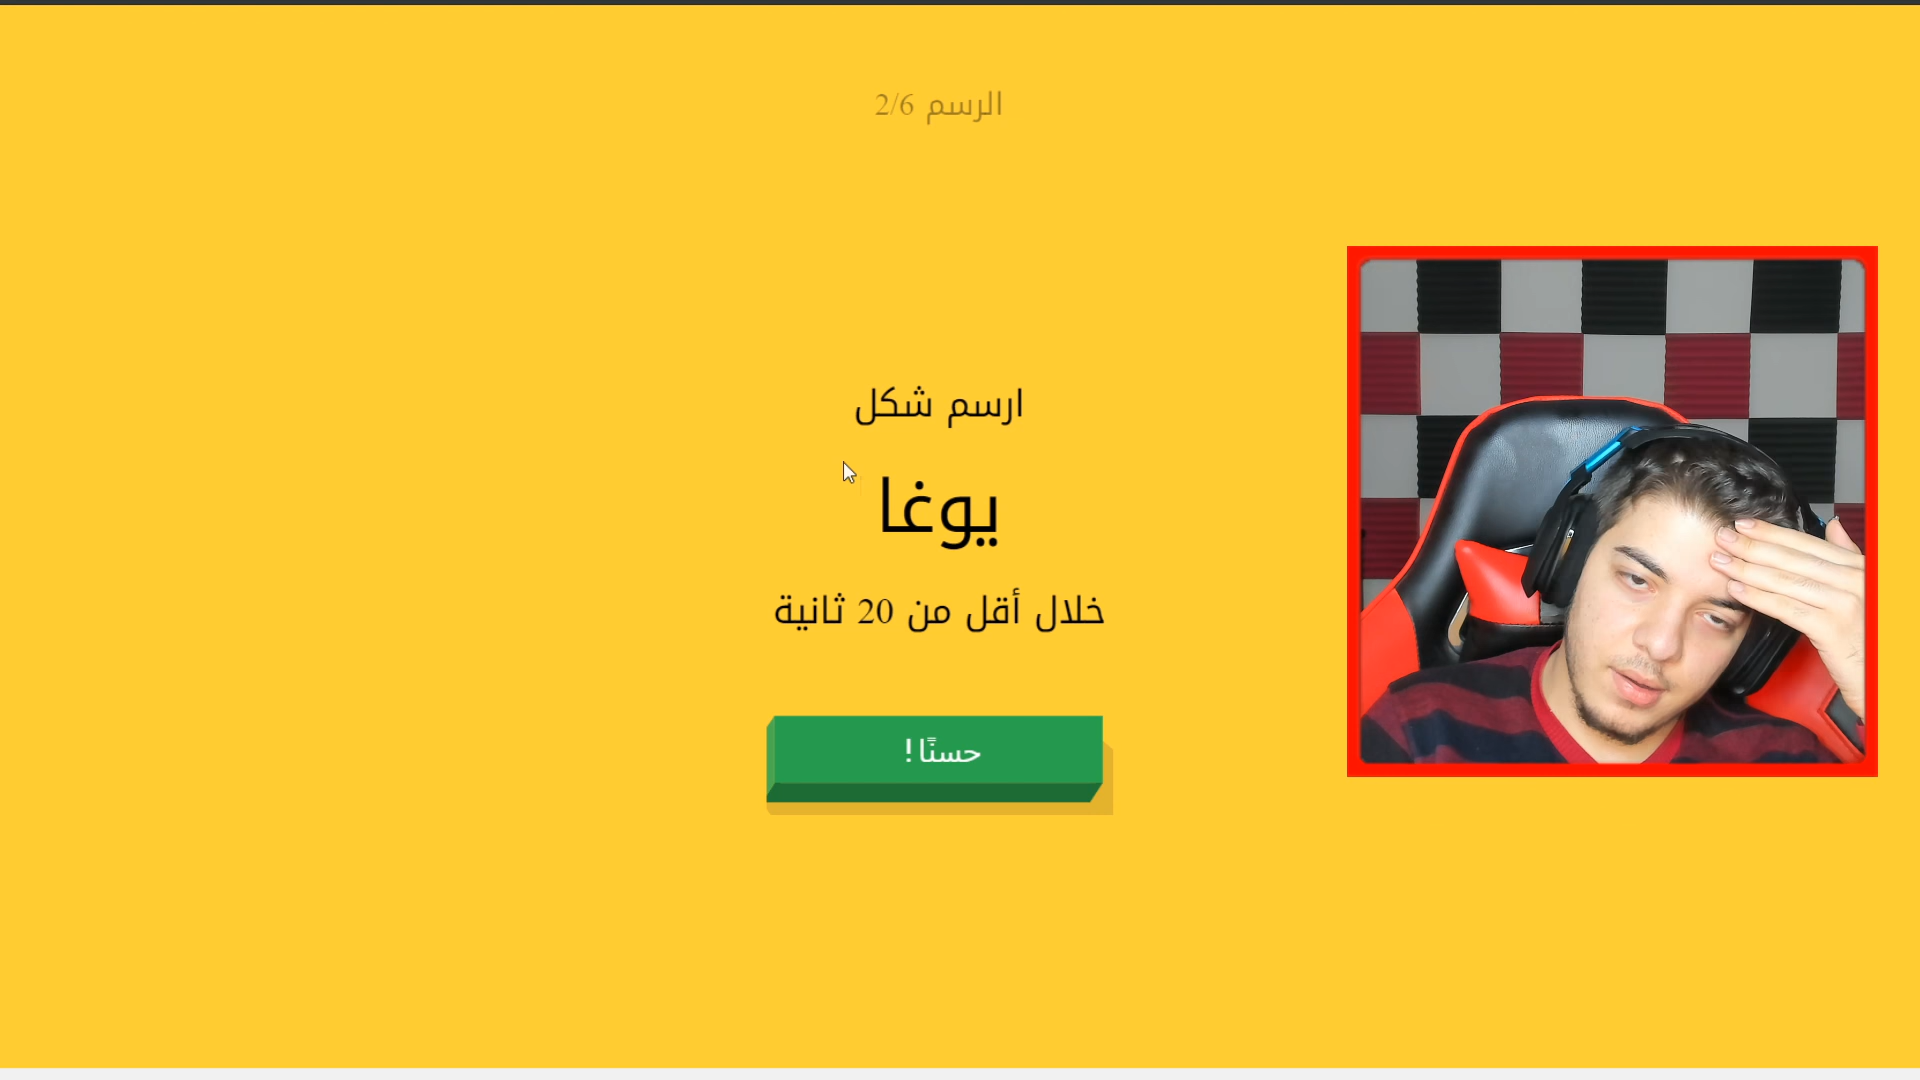 الرسم 2/6
ارسم شكل
يوغا
خلال أقل من 20 ثانية
حسنًا!